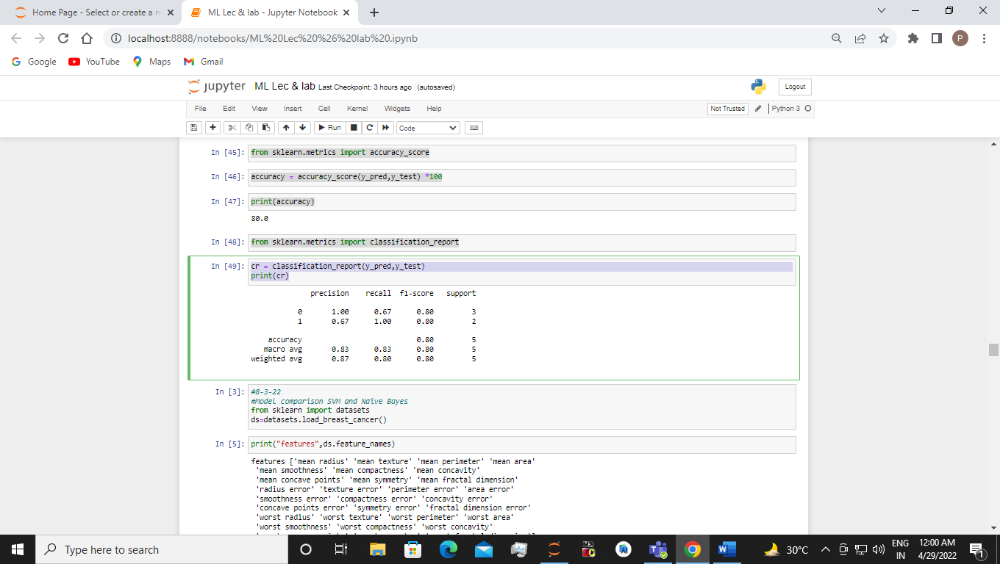 Home Page - Select or create a n
ML Lec & lab - Jupyter Notebook
localhost:8888/notebooks/ML%20Lec%20%26%20lab%20.ipynb
P
Google YouTube Maps Gmail
jupyter ML Lec & lab Last Checkpoint: 3 hours ago (autosaved)
Logout
File Edit View Insert Cell Kernel Widgets Help
Not Trusted Python 3
Run Code
In [45]: from sklearn.metrics import accuracy_score
In [46]: accuracy = accuracy_score(y_pred,y_test) *100
In [47]: print(accuracy)
80.0
In [48]: from sklearn.metrics import classification_report
In [49]: cr = classification_report(y_pred,y_test)
print(cr)
precision recall f1-score support
0 1.00 0.67 0.80 3
1 0.67 1.00 0.80 2
accuracy 0.80 5
macro avg 0.83 0.83 0.80 5
weighted avg 0.87 0.80 0.80 5
In [3]: #8-3-22
#Model comparison SVM and Naive Bayes
from sklearn import datasets
ds=datasets.load_breast_cancer()
In [5]: print("features",ds.feature_names)
features ['mean radius' 'mean texture' 'mean perimeter' 'mean area'
'mean smoothness' 'mean compactness' 'mean concavity'
'mean concave points' 'mean symmetry' 'mean fractal dimension'
'radius error' 'texture error' 'perimeter error' 'area error'
'smoothness error' 'compactness error' 'concavity error'
'concave points error' 'symmetry error' 'fractal dimension error'
'worst radius' 'worst texture' 'worst perimeter' 'worst area'
'worst smoothness' 'worst compactness' 'worst concavity'
Type here to search
30°C
ENG
IN
12:00 AM
4/29/2022
1